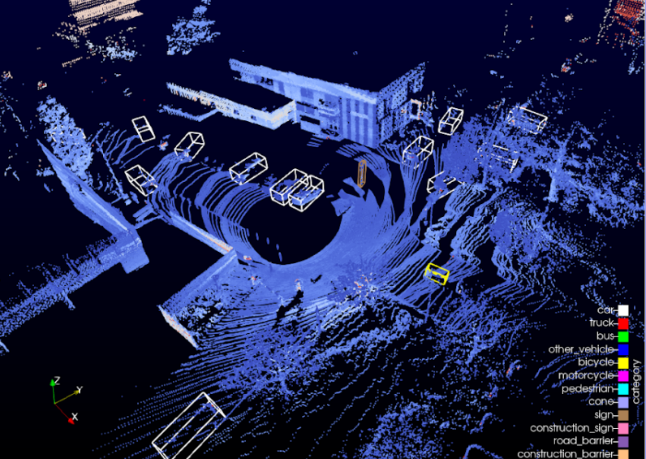 Z
Y
X
car
truck
bus
other_vehicle
bicycle
motorcycle
pedestrian
cone
sign
construction_sign
road_barrier
construction_barrier
category